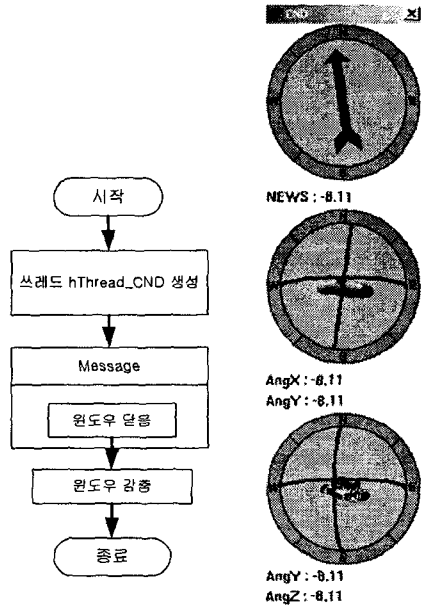 시작
쓰레드 hThread_CND 생성
Message
윈도우 닫음
윈도우 감춤
종료
CND
NEWS : -8.11
AngX : -8.11
AngY : -8.11
AngY : -8.11
AngZ : -8.11